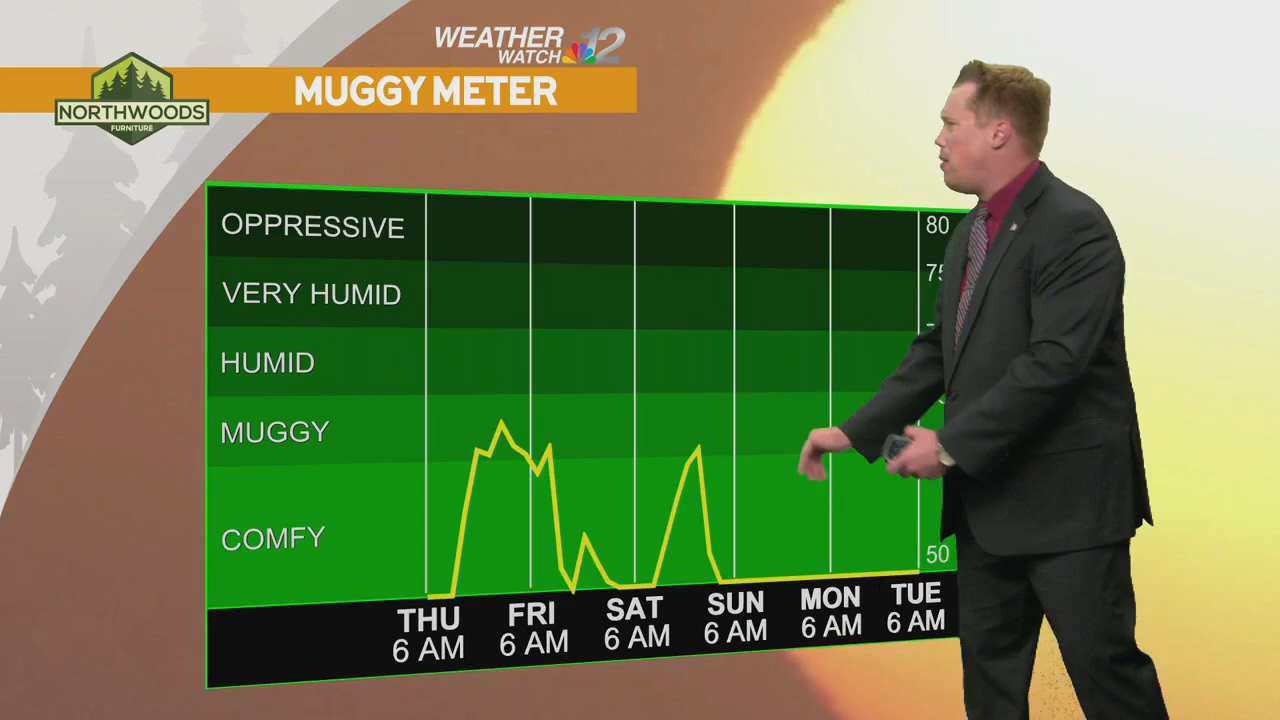 WEATHER
WATCH 12
MUGGY METER
NORTHWOODS
FURNITURE
OPPRESSIVE
VERY HUMID
HUMID
MUGGY
COMFY
80
75
50
THU
6 AM
FRI
6 AM
SAT
6 AM
SUN
6 AM
MON
6 AM
TUE
6 AM